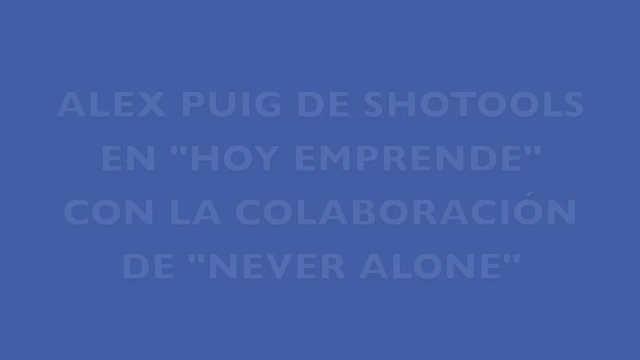 ALEX PUIG DE SHOTOOLS
EN "HOY EMPRENDE"
CON LA COLABORACIÓN
DE "NEVER ALONE"